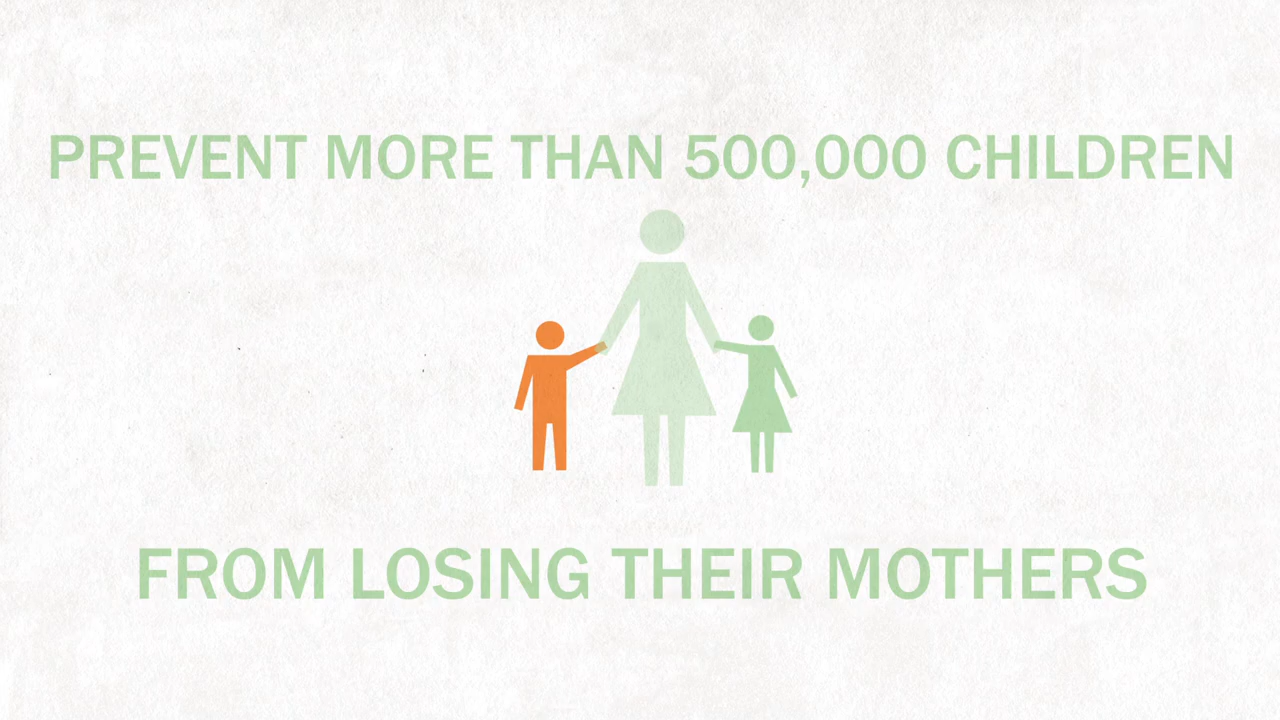 PREVENT MORE THAN 500,000 CHILDREN
FROM LOSING THEIR MOTHERS